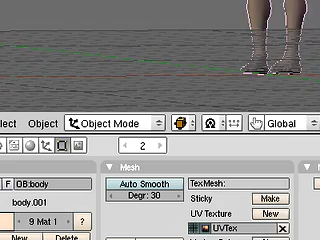 lect Object Object Mode Global
2
Mesh
F OB:body Auto Smooth TexMesh:
Degr: 30 Sticky Make
body.001 UV Texture New
9 Mat 1 ? UVTex
New Delete